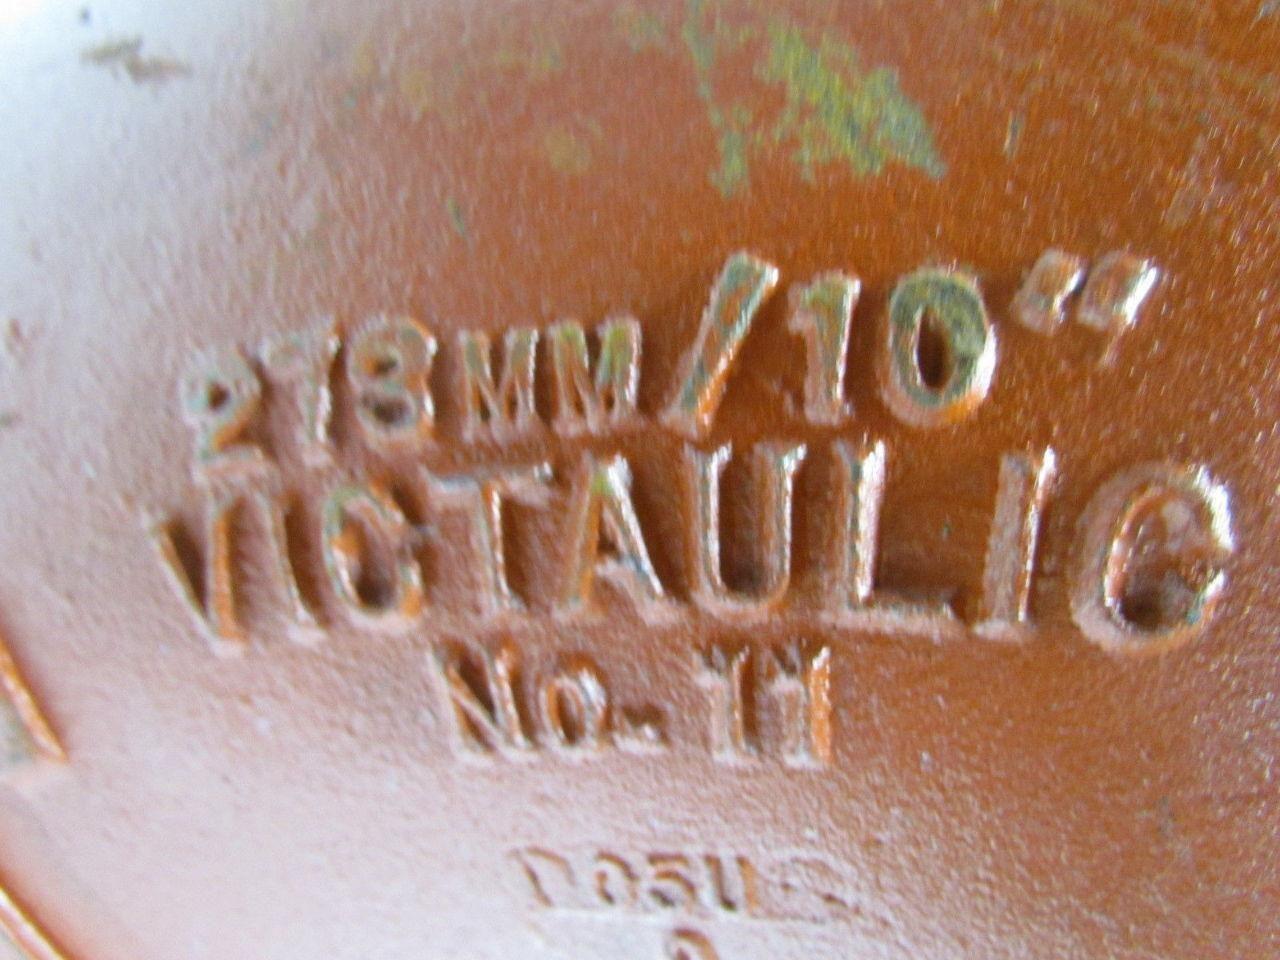 273MM/10"
VICTAULIC
No. 11